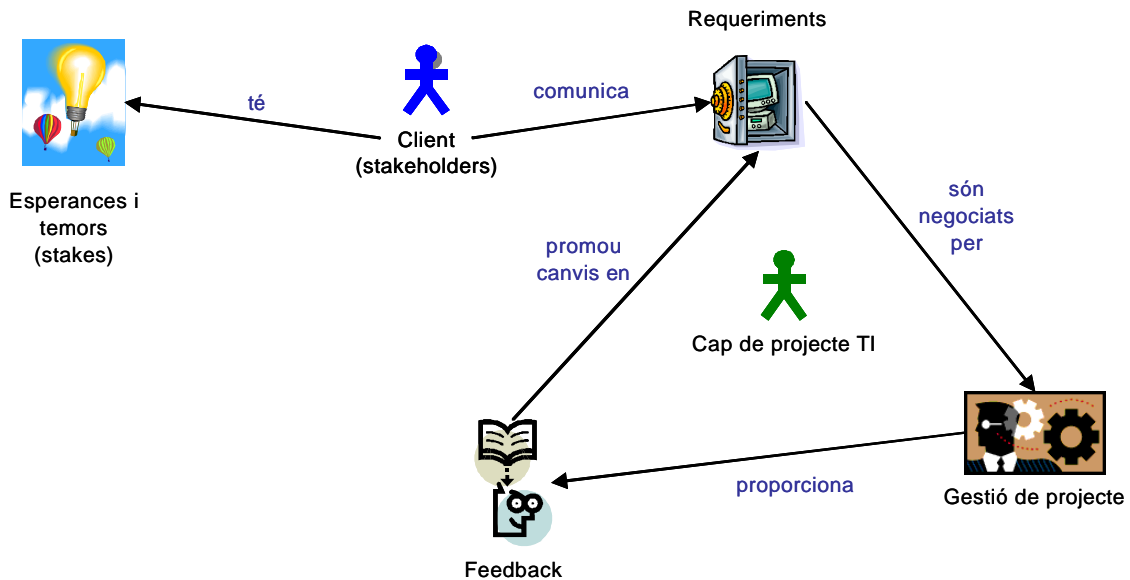 Requeriments
té
comunica
Client
(stakeholders)
Esperances i
temors
(stakes)
són
negociats
per
promou
canvis en
Cap de projecte TI
proporciona
Gestió de projecte
Feedback